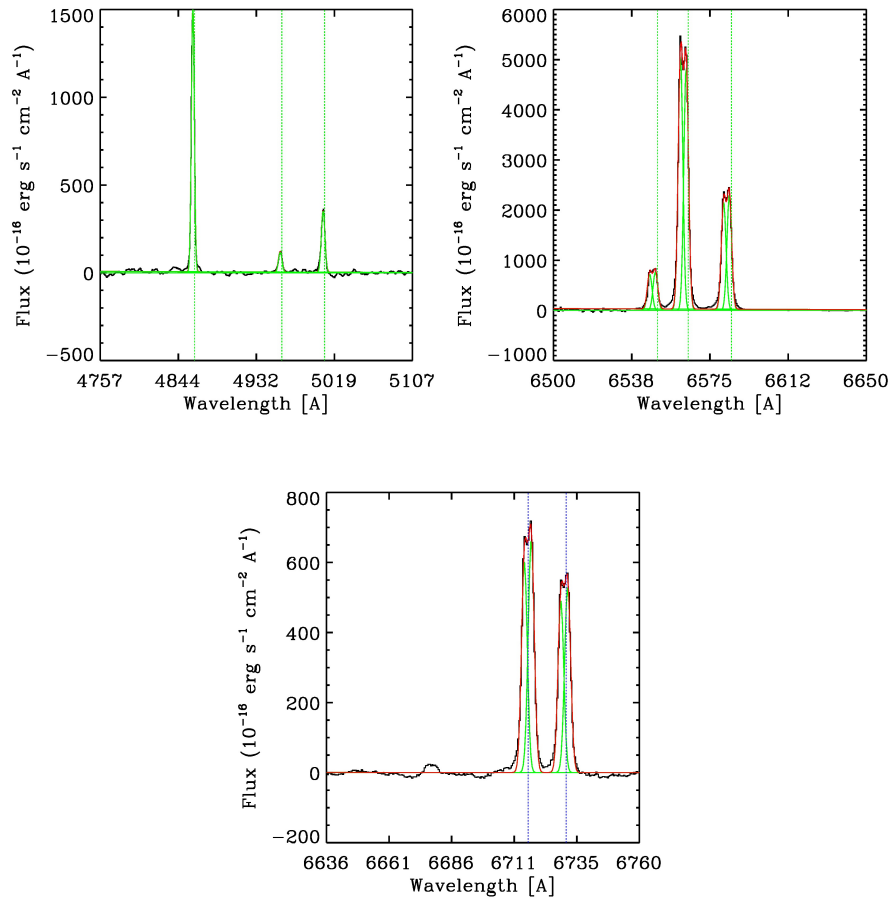 1500
1000
500
0
−500
4757 4844 4932 5019 5107
Wavelength [A]
Flux (10⁻¹⁶ erg s⁻¹ cm⁻² A⁻¹)
6000
5000
4000
3000
2000
1000
0
−1000
6500 6538 6575 6612 6650
Wavelength [A]
Flux (10⁻¹⁶ erg s⁻¹ cm⁻² A⁻¹)
800
600
400
200
0
−200
6636 6661 6686 6711 6735 6760
Wavelength [A]
Flux (10⁻¹⁶ erg s⁻¹ cm⁻² A⁻¹)